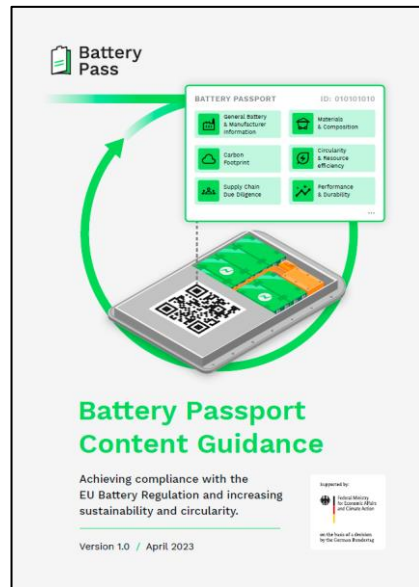 Battery
Pass
BATTERY PASSPORT ID: 010101010
General Battery
& Manufacturer
Information
Materials
& Composition
Carbon
Footprint
Circularity
& Resource
efficiency
Supply Chain
Due Diligence
Performance
& Durability
...
Battery Passport
Content Guidance
Achieving compliance with the
EU Battery Regulation and increasing
sustainability and circularity.
Version 1.0 / April 2023
Supported by:
Federal Ministry
for Economic Affairs
and Climate Action
on the basis of a decision
by the German Bundestag